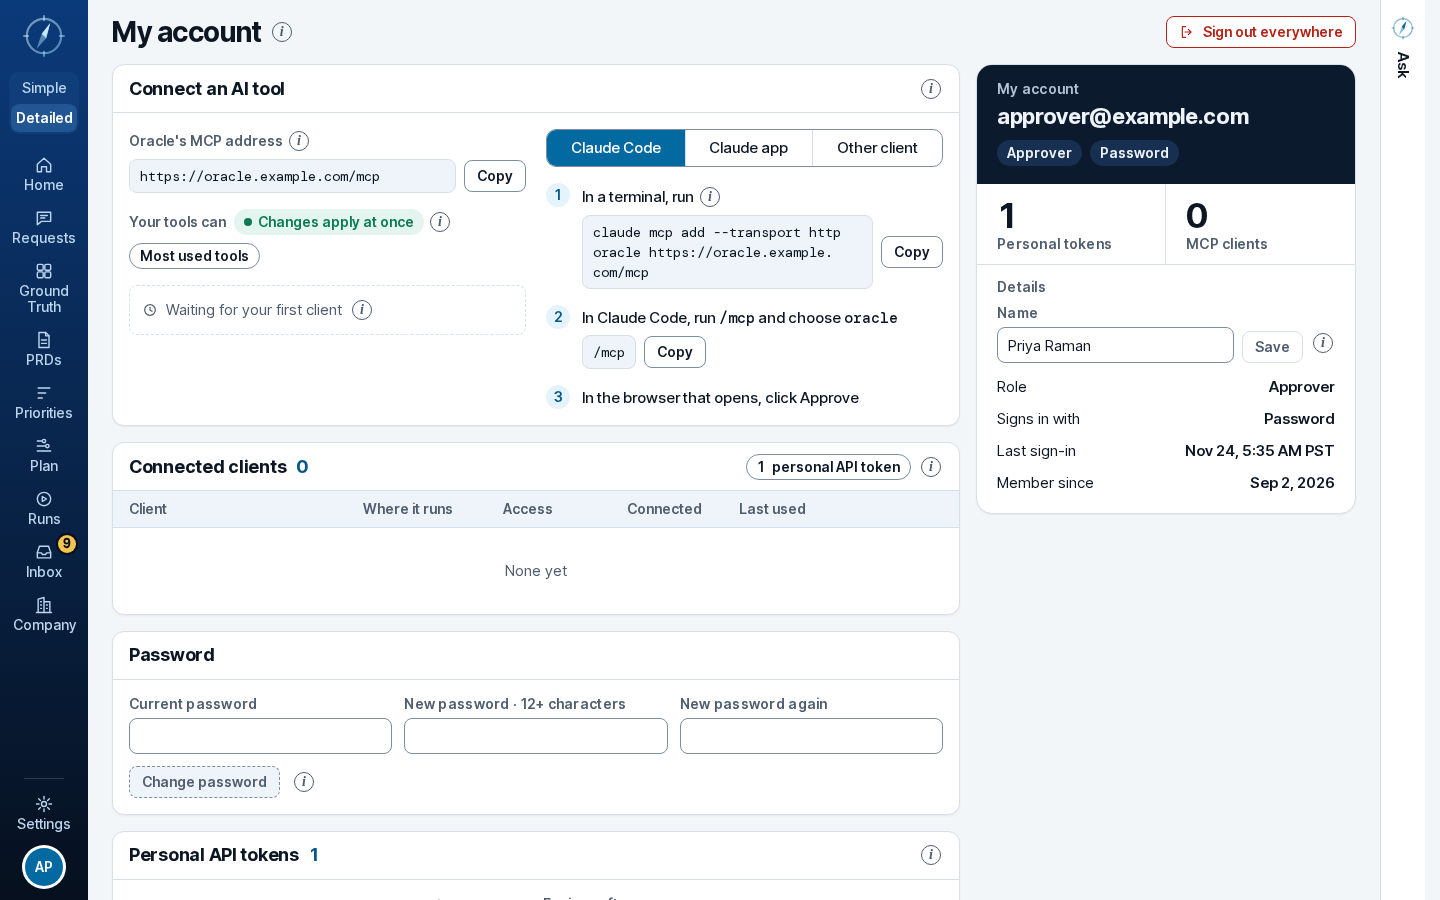 Simple
Detailed
Home
Requests
Ground
Truth
PRDs
Priorities
Plan
Runs
9
Inbox
Company
Settings
AP
My account
Sign out everywhere
Connect an AI tool
Oracle's MCP address
https://oracle.example.com/mcp
Copy
Your tools can
Changes apply at once
Most used tools
Waiting for your first client
Claude Code
Claude app
Other client
1
In a terminal, run
claude mcp add --transport http
oracle https://oracle.example.
com/mcp
Copy
2
In Claude Code, run /mcp and choose oracle
/mcp
Copy
3
In the browser that opens, click Approve
Connected clients 0
1 personal API token
Client
Where it runs
Access
Connected
Last used
None yet
Password
Current password
New password · 12+ characters
New password again
Change password
Personal API tokens 1
My account
approver@example.com
Approver
Password
1
Personal tokens
0
MCP clients
Details
Name
Priya Raman
Save
Role
Approver
Signs in with
Password
Last sign-in
Nov 24, 5:35 AM PST
Member since
Sep 2, 2026
Ask